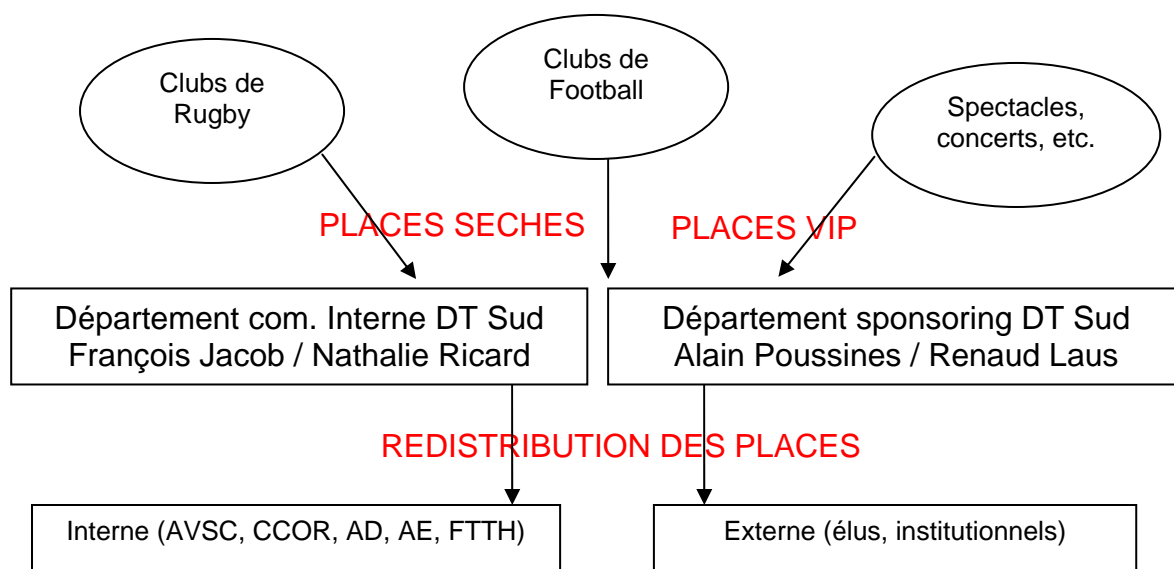 Clubs de
Rugby
Clubs de
Football
Spectacles,
concerts, etc.
PLACES SECHES
PLACES VIP
Département com. Interne DT Sud
François Jacob / Nathalie Ricard
Département sponsoring DT Sud
Alain Poussines / Renaud Laus
REDISTRIBUTION DES PLACES
Interne (AVSC, CCOR, AD, AE, FTTH)
Externe (élus, institutionnels)